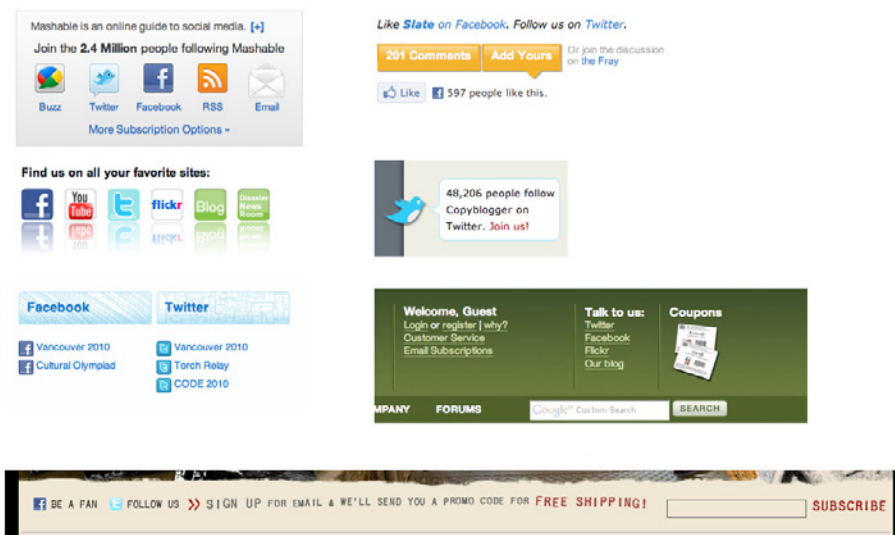 Mashable is an online guide to social media. [+]
Join the 2.4 Million people following Mashable
Buzz Twitter Facebook RSS Email
More Subscription Options »
Like Slate on Facebook. Follow us on Twitter.
201 Comments Add Yours
Or join the discussion
on the Fray
Like f 597 people like this.
Find us on all your favorite sites:
f You Tube t flickr Blog Disaster News Room
48,206 people follow
Copyblogger on
Twitter. Join us!
Facebook Twitter
Vancouver 2010 Vancouver 2010
Cultural Olympiad Torch Relay
CODE 2010
Welcome, Guest
Login or register | why?
Customer Service
Email Subscriptions
Talk to us:
Twitter
Facebook
Flickr
Our blog
Coupons
MPANY FORUMS Google™ Custom Search SEARCH
f BE A FAN t FOLLOW US » SIGN UP FOR EMAIL & WE'LL SEND YOU A PROMO CODE FOR FREE SHIPPING! SUBSCRIBE